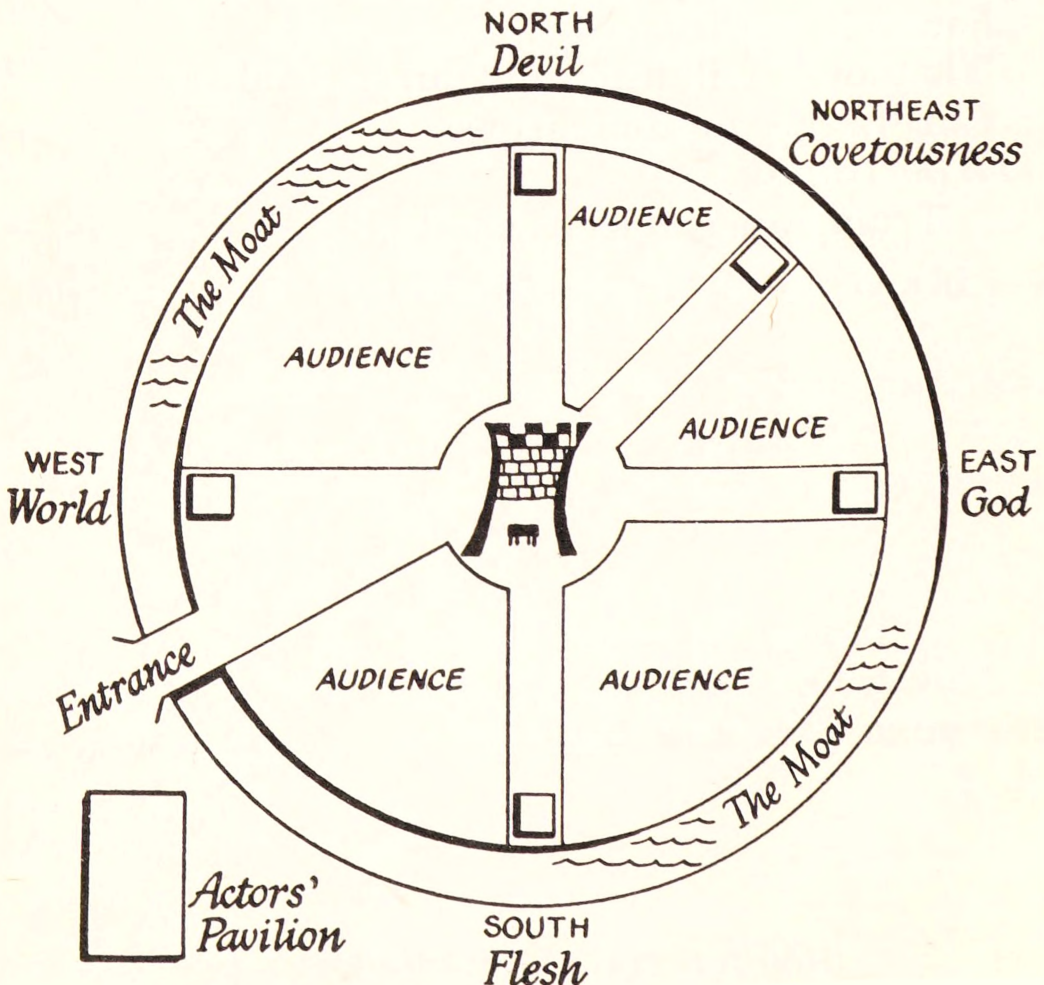 NORTH
Devil
NORTHEAST
Covetousness
AUDIENCE
The Moat
AUDIENCE
AUDIENCE
WEST
World
EAST
God
Entrance
AUDIENCE
AUDIENCE
The Moat
Actors'
Pavilion
SOUTH
Flesh